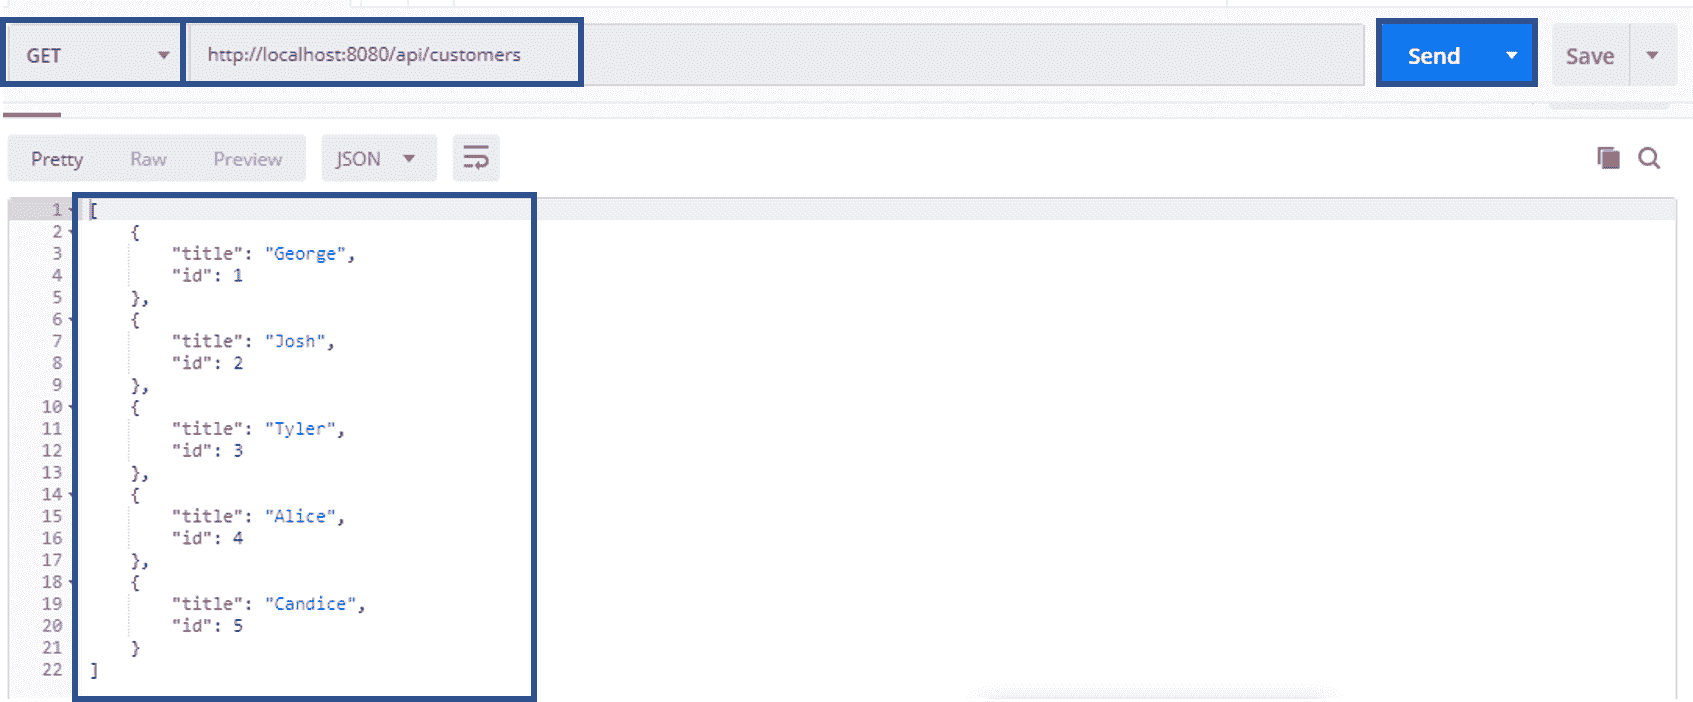 GET http://localhost:8080/api/customers Send Save
Pretty Raw Preview JSON
1 [
2 {
3 "title": "George",
4 "id": 1
5 },
6 {
7 "title": "Josh",
8 "id": 2
9 },
10 {
11 "title": "Tyler",
12 "id": 3
13 },
14 {
15 "title": "Alice",
16 "id": 4
17 },
18 {
19 "title": "Candice",
20 "id": 5
21 }
22 ]